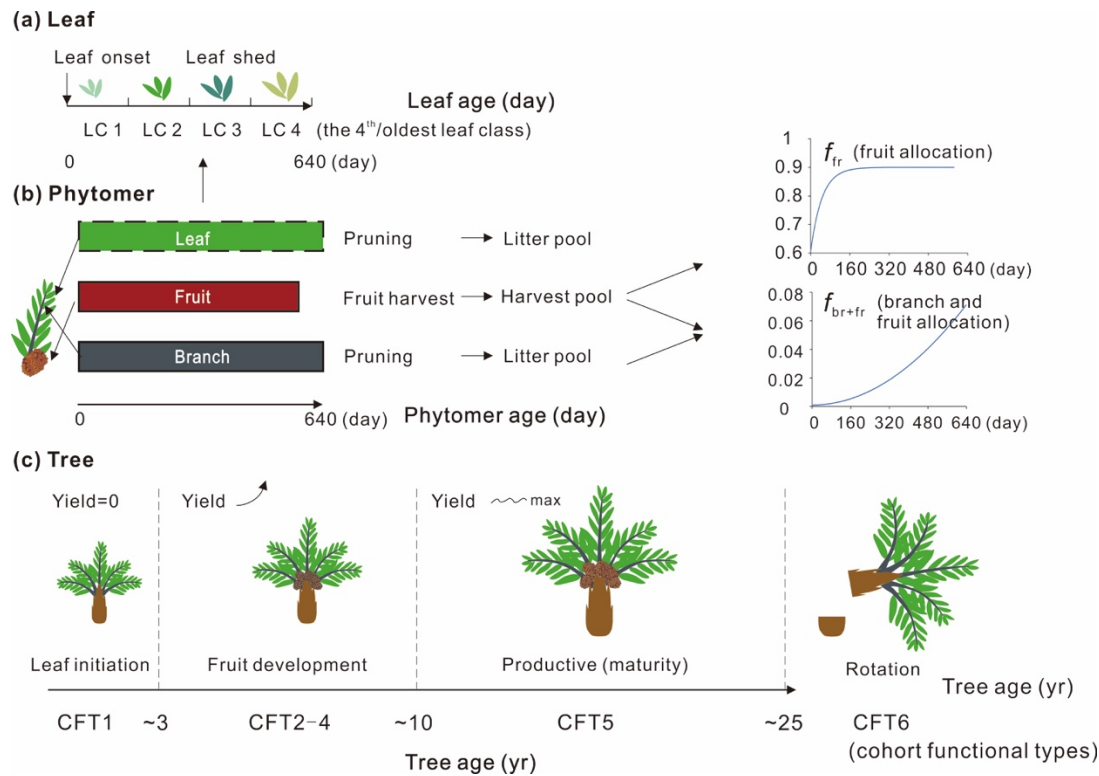 (a) Leaf
Leaf onset Leaf shed
Leaf age (day)
LC 1 LC 2 LC 3 LC 4 (the 4th/oldest leaf class)
0 640 (day)
(b) Phytomer
Leaf Pruning Litter pool
Fruit Fruit harvest Harvest pool
Branch Pruning Litter pool
0 640 (day)
Phytomer age (day)
1
0.9
0.8
0.7
0.6
f fr (fruit allocation)
0 160 320 480 640 (day)
0.08
0.06
0.04
0.02
0
f br+fr (branch and
fruit allocation)
0 160 320 480 640 (day)
(c) Tree
Yield=0 Yield Yield max
Leaf initiation Fruit development Productive (maturity) Rotation
Tree age (yr)
CFT1 ~3 CFT2-4 ~10 CFT5 ~25 CFT6
(cohort functional types)
Tree age (yr)